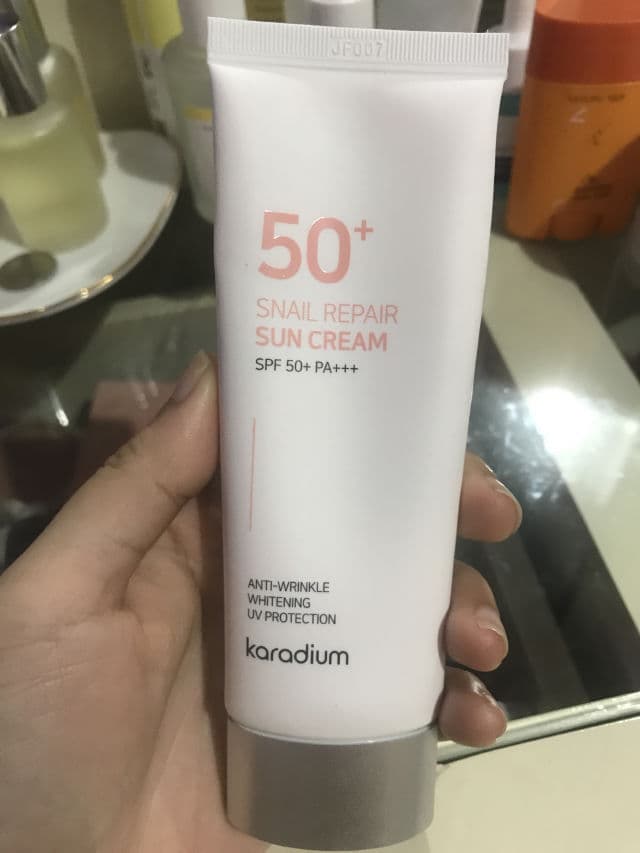 JF007
50+
SNAIL REPAIR
SUN CREAM
SPF 50+ PA+++
ANTI-WRINKLE
WHITENING
UV PROTECTION
karadium